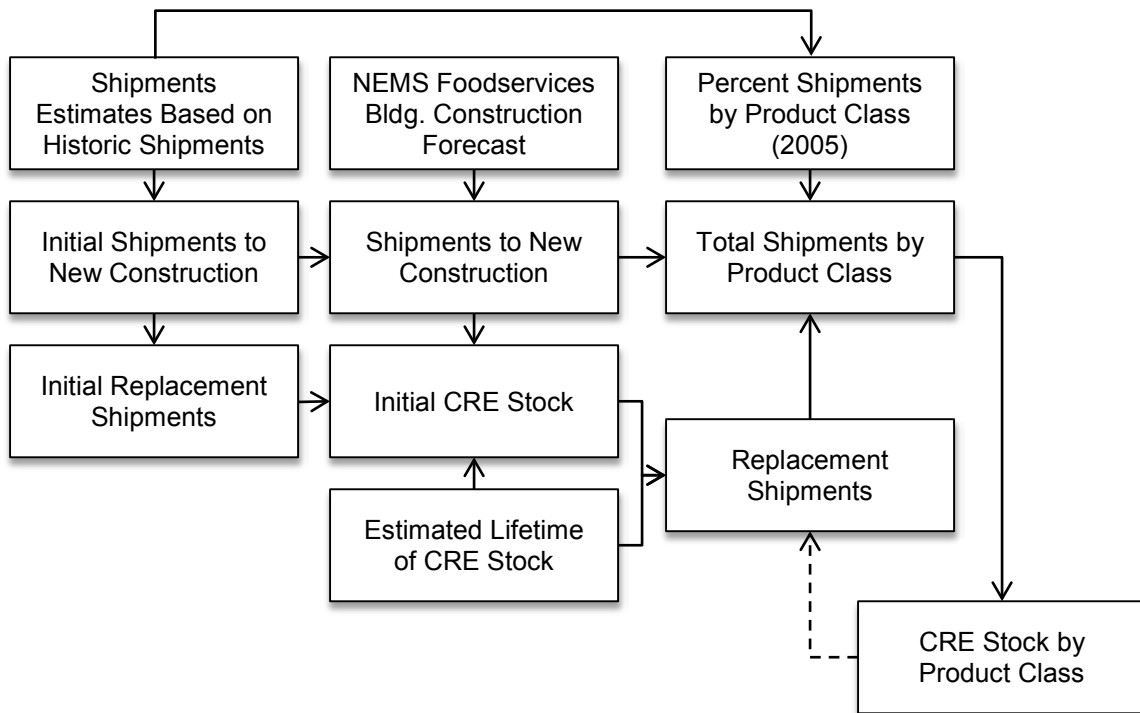 Shipments
Estimates Based on
Historic Shipments
NEMS Foodservices
Bldg. Construction
Forecast
Percent Shipments
by Product Class
(2005)
Initial Shipments to
New Construction
Shipments to New
Construction
Total Shipments by
Product Class
Initial Replacement
Shipments
Initial CRE Stock
Replacement
Shipments
Estimated Lifetime
of CRE Stock
CRE Stock by
Product Class